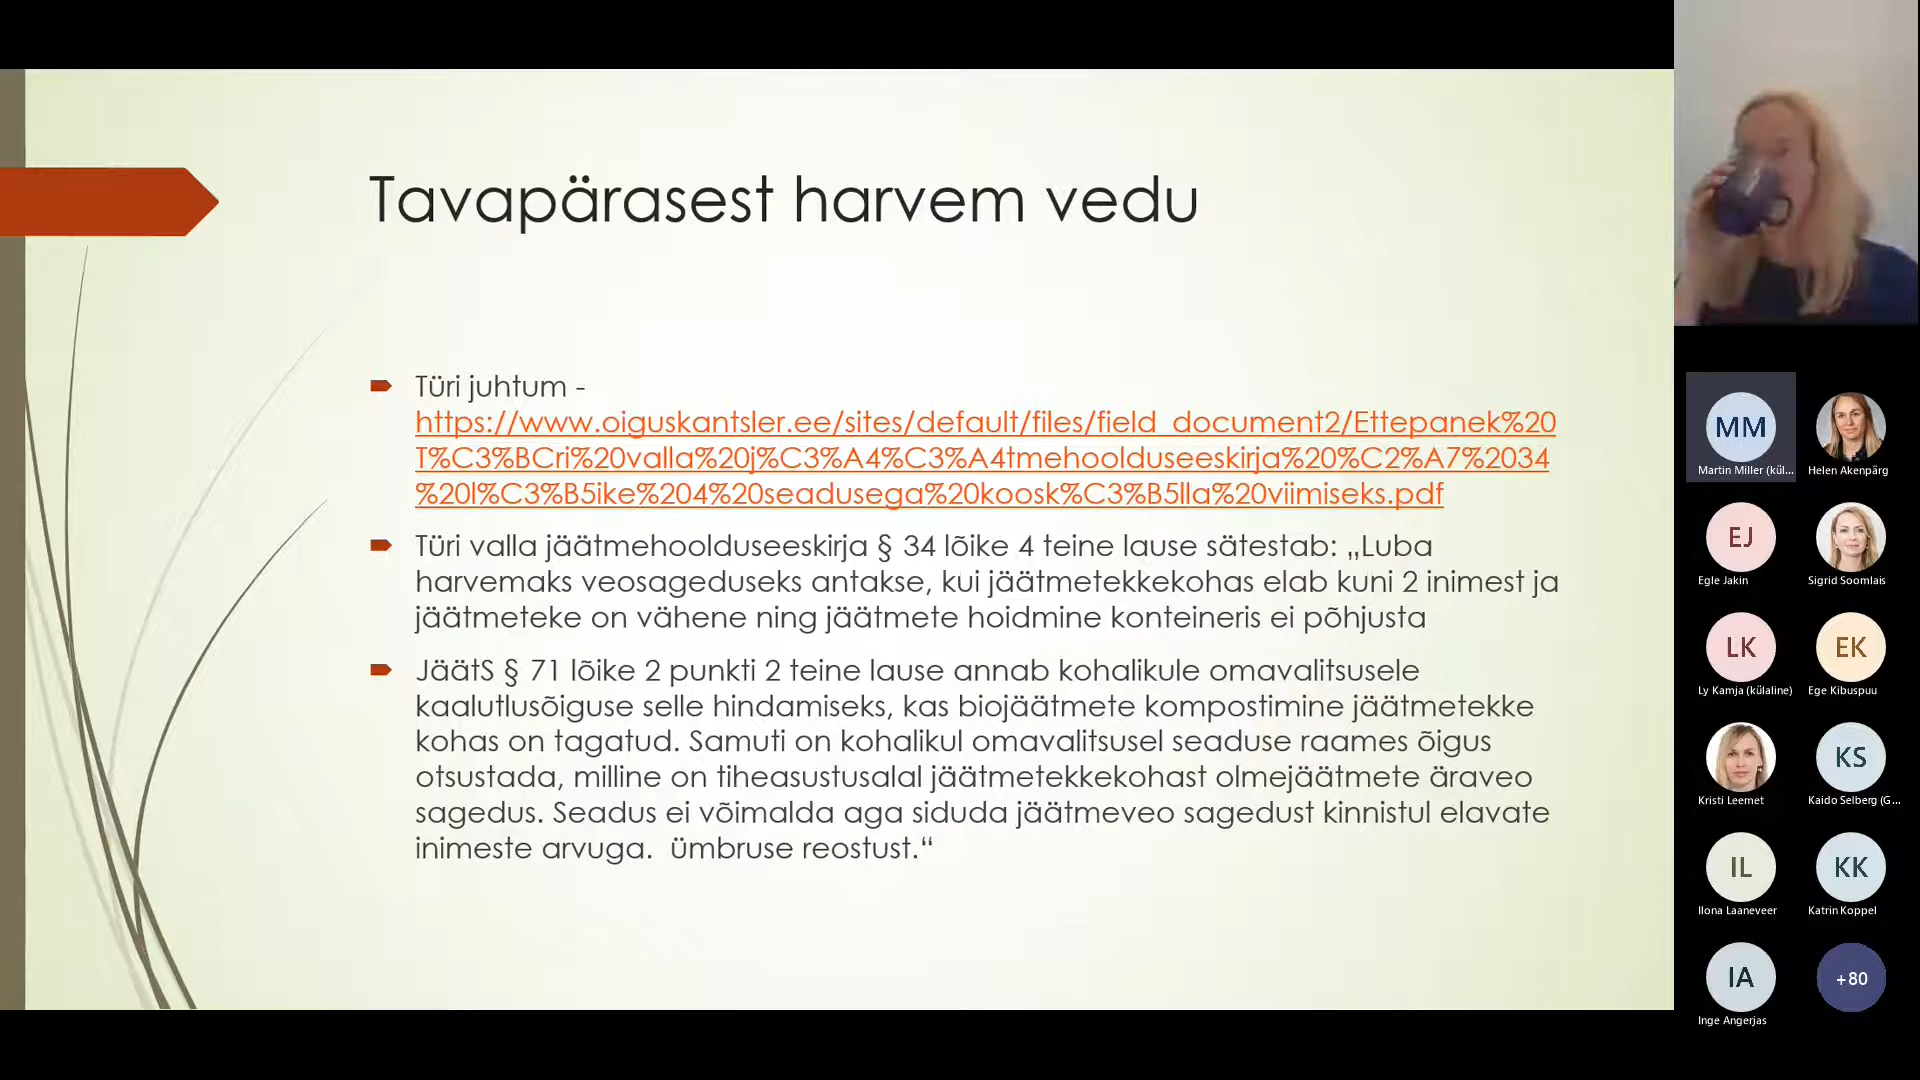 Tavapärasest harvem vedu
Türi juhtum -
https://www.oiguskantsler.ee/sites/default/files/field_document2/Ettepanek%20
T%C3%BCri%20valla%20j%C3%A4%C3%A4tmehoolduseeskirja%20%C2%A7%2034
%20l%C3%B5ike%204%20seadusega%20koosk%C3%B5lla%20viimiseks.pdf
Türi valla jäätmehoolduseeskirja § 34 lõike 4 teine lause sätestab: „Luba
harvemaks veosageduseks antakse, kui jäätmetekkekohas elab kuni 2 inimest ja
jäätmeteke on vähene ning jäätmete hoidmine konteineris ei põhjusta
JäätS § 71 lõike 2 punkti 2 teine lause annab kohalikule omavalitsusele
kaalutlusõiguse selle hindamiseks, kas biojäätmete kompostimine jäätmetekke
kohas on tagatud. Samuti on kohalikul omavalitsusel seaduse raames õigus
otsustada, milline on tiheasustusalal jäätmetekkekohast olmejäätmete äraveo
sagedus. Seadus ei võimalda aga siduda jäätmeveo sagedust kinnistul elavate
inimeste arvuga.  ümbruse reostust.“
MM
Martin Miller (kül...
Helen Akenpärg
EJ
Egle Jakin
Sigrid Soomlais
LK
Ly Kamja (külaline)
EK
Ege Kibuspuu
Kristi Leemet
KS
Kaido Selberg (G...
IL
Ilona Laaneveer
KK
Katrin Koppel
IA
Inge Angerjas
+80